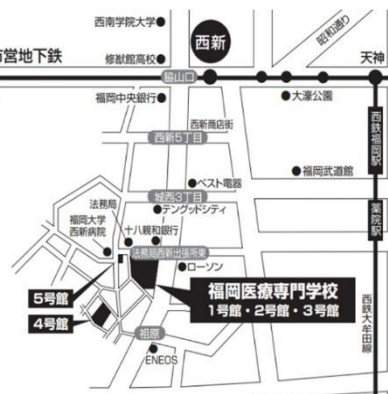 西南学院大学
西新
昭和通り
市営地下鉄
修猷館高校
天神
脇山口
福岡中央銀行
大濠公園
西新商店街
西新5丁目
西鉄福岡駅
福岡武道館
ベスト電器
城西3丁目
薬院駅
法務局
テングッドシティ
福岡大学
西新病院
十八親和銀行
法務局西新出張所東
ローソン
5号館
福岡医療専門学校
1号館・2号館・3号館
4号館
祖原
西鉄大牟田線
ENEOS